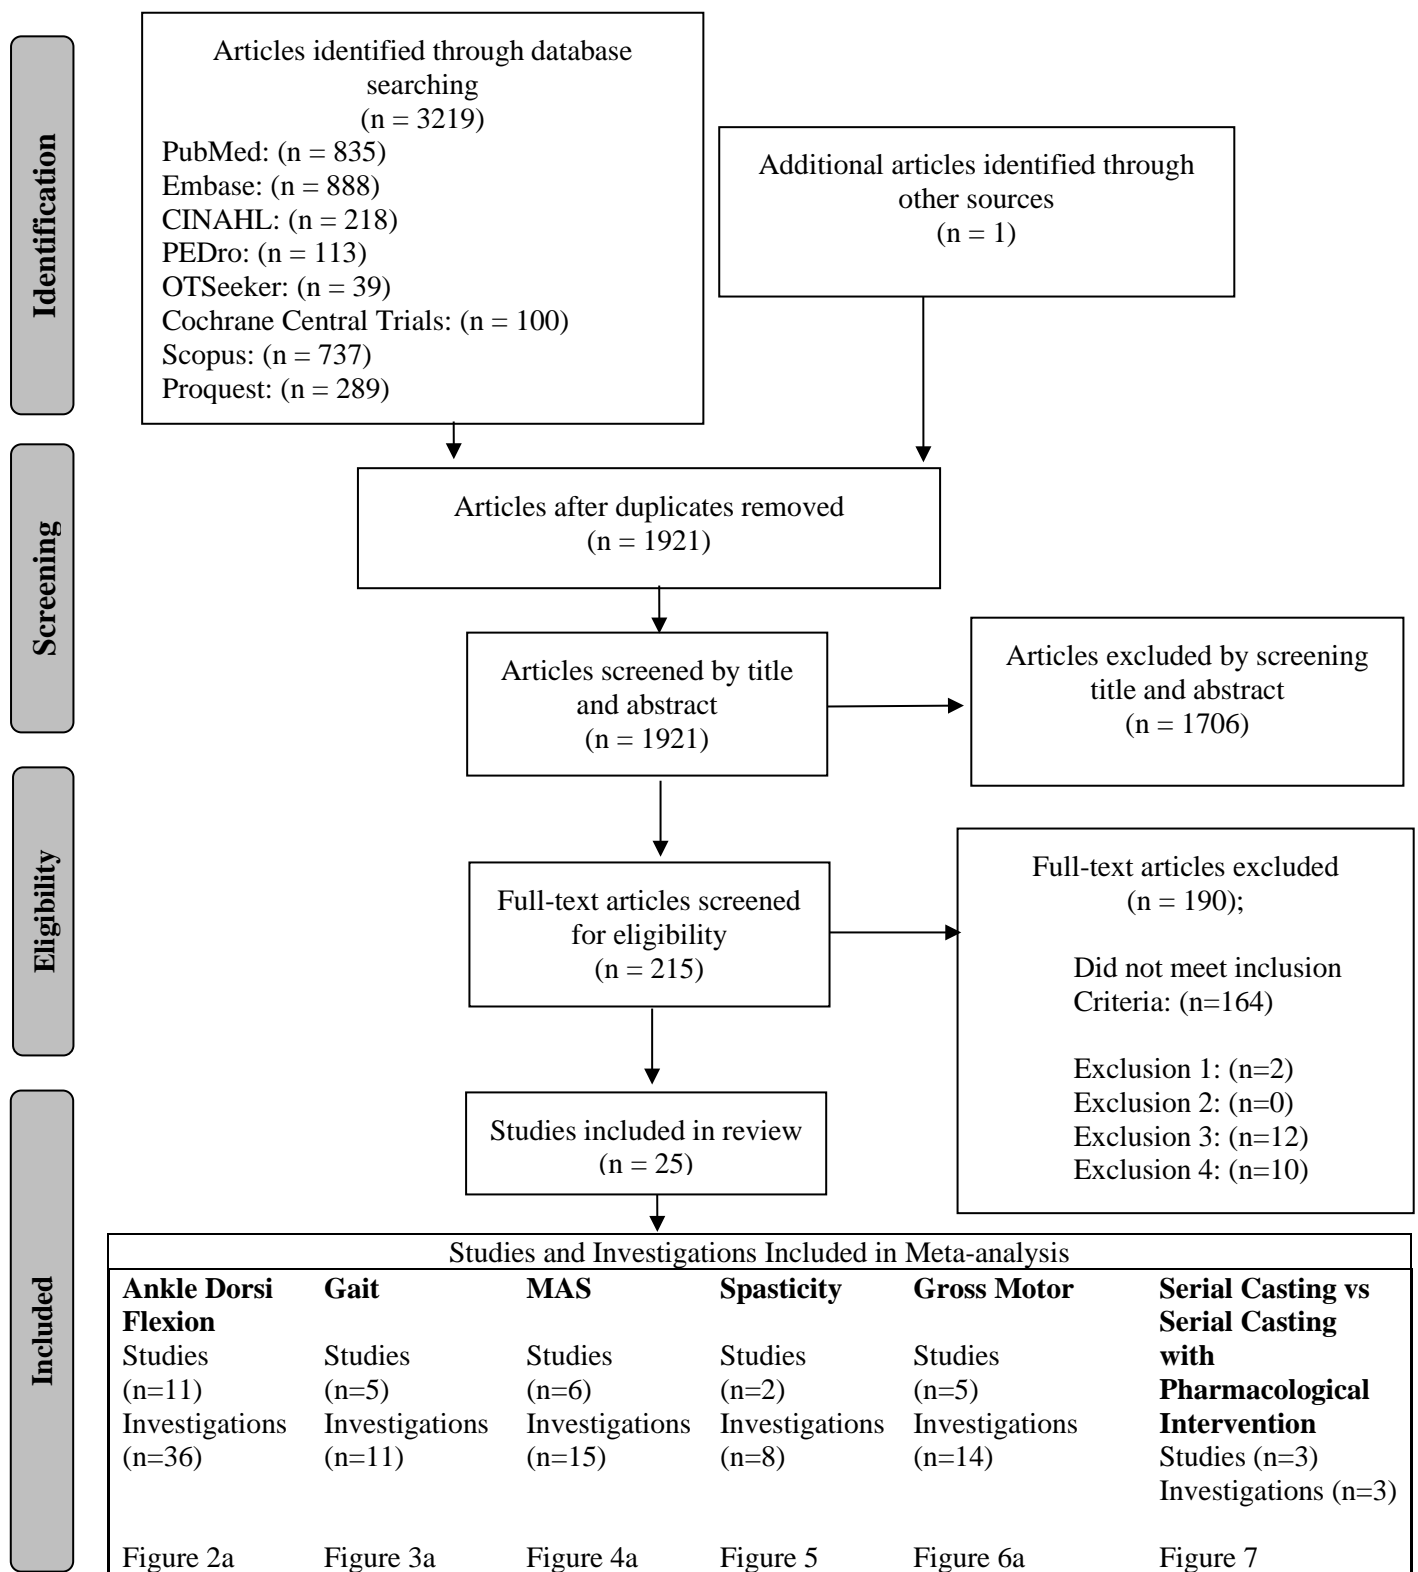 Identification
Articles identified through database
searching
(n = 3219)
PubMed: (n = 835)
Embase: (n = 888)
CINAHL: (n = 218)
PEDro: (n = 113)
OTSeeker: (n = 39)
Cochrane Central Trials: (n = 100)
Scopus: (n = 737)
Proquest: (n = 289)
Additional articles identified through
other sources
(n = 1)
Screening
Articles after duplicates removed
(n = 1921)
Articles screened by title
and abstract
(n = 1921)
Articles excluded by screening
title and abstract
(n = 1706)
Eligibility
Full-text articles screened
for eligibility
(n = 215)
Full-text articles excluded
(n = 190);
Did not meet inclusion
Criteria: (n=164)
Exclusion 1: (n=2)
Exclusion 2: (n=0)
Exclusion 3: (n=12)
Exclusion 4: (n=10)
Included
Studies included in review
(n = 25)
Studies and Investigations Included in Meta-analysis
Ankle Dorsi
Flexion
Studies
(n=11)
Investigations
(n=36)
Figure 2a
Gait
Studies
(n=5)
Investigations
(n=11)
Figure 3a
MAS
Studies
(n=6)
Investigations
(n=15)
Figure 4a
Spasticity
Studies
(n=2)
Investigations
(n=8)
Figure 5
Gross Motor
Studies
(n=5)
Investigations
(n=14)
Figure 6a
Serial Casting vs
Serial Casting
with
Pharmacological
Intervention
Studies (n=3)
Investigations (n=3)
Figure 7